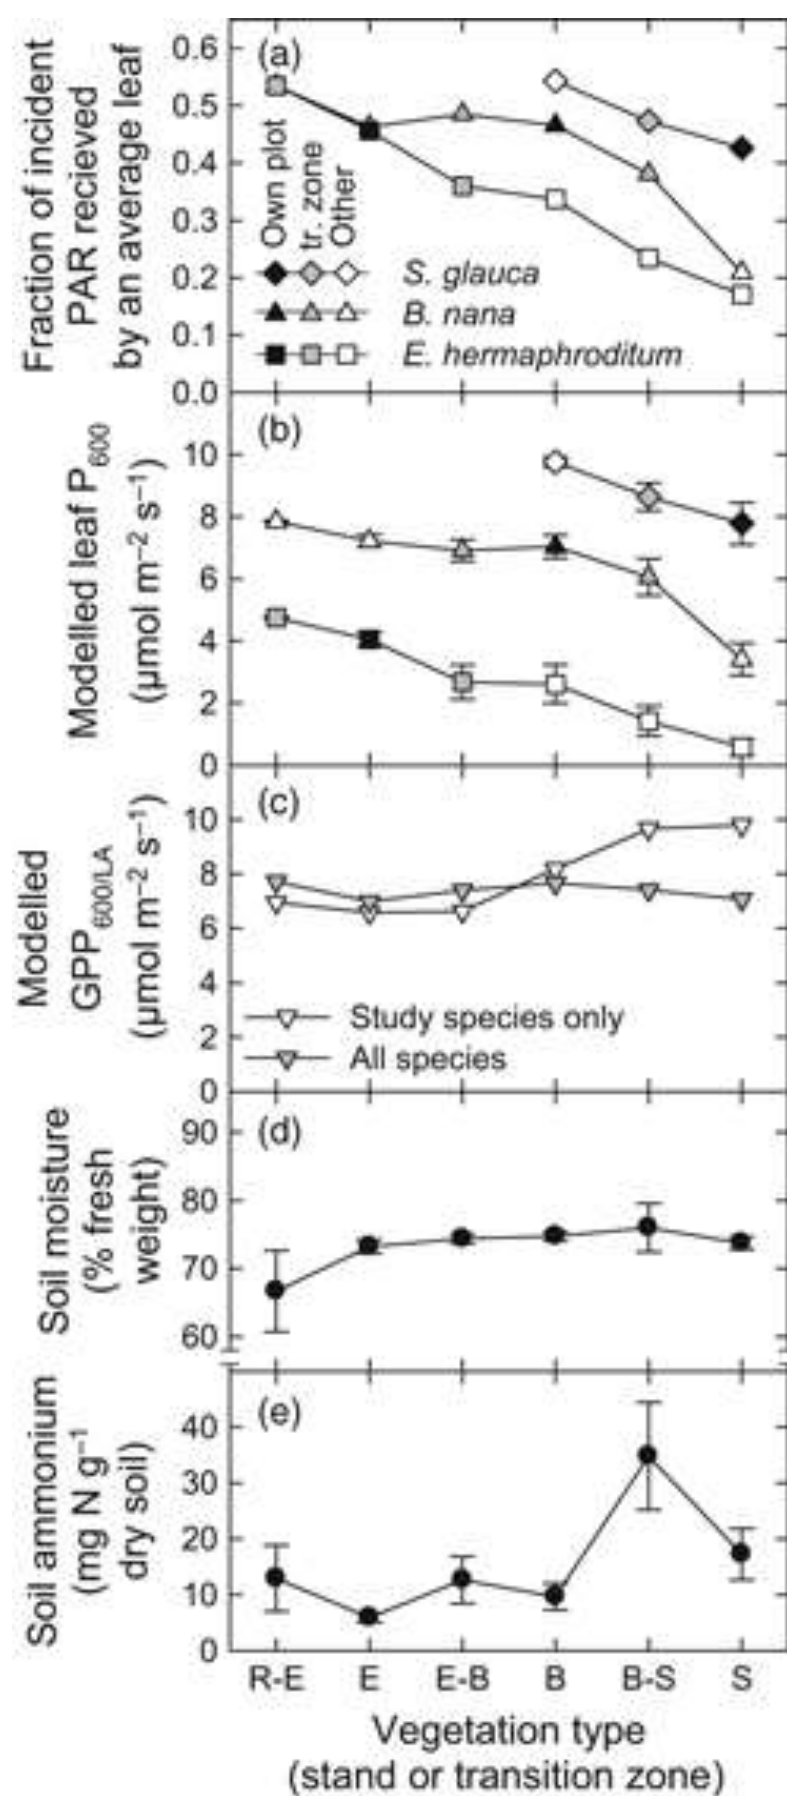 (a)
0.6
0.5
0.4
0.3
0.2
0.1
0.0
Fraction of incident
PAR recieved
by an average leaf
Own plot
tr. zone
Other
S. glauca
B. nana
E. hermaphroditum
(b)
10
8
6
4
2
0
Modelled leaf P600
(µmol m−2 s−1)
(c)
10
8
6
4
2
0
Modelled
GPP600/LA
(µmol m−2 s−1)
Study species only
All species
(d)
90
80
70
60
Soil moisture
(% fresh
weight)
(e)
40
30
20
10
0
Soil ammonium
(mg N g−1
dry soil)
R-E E E-B B B-S S
Vegetation type
(stand or transition zone)